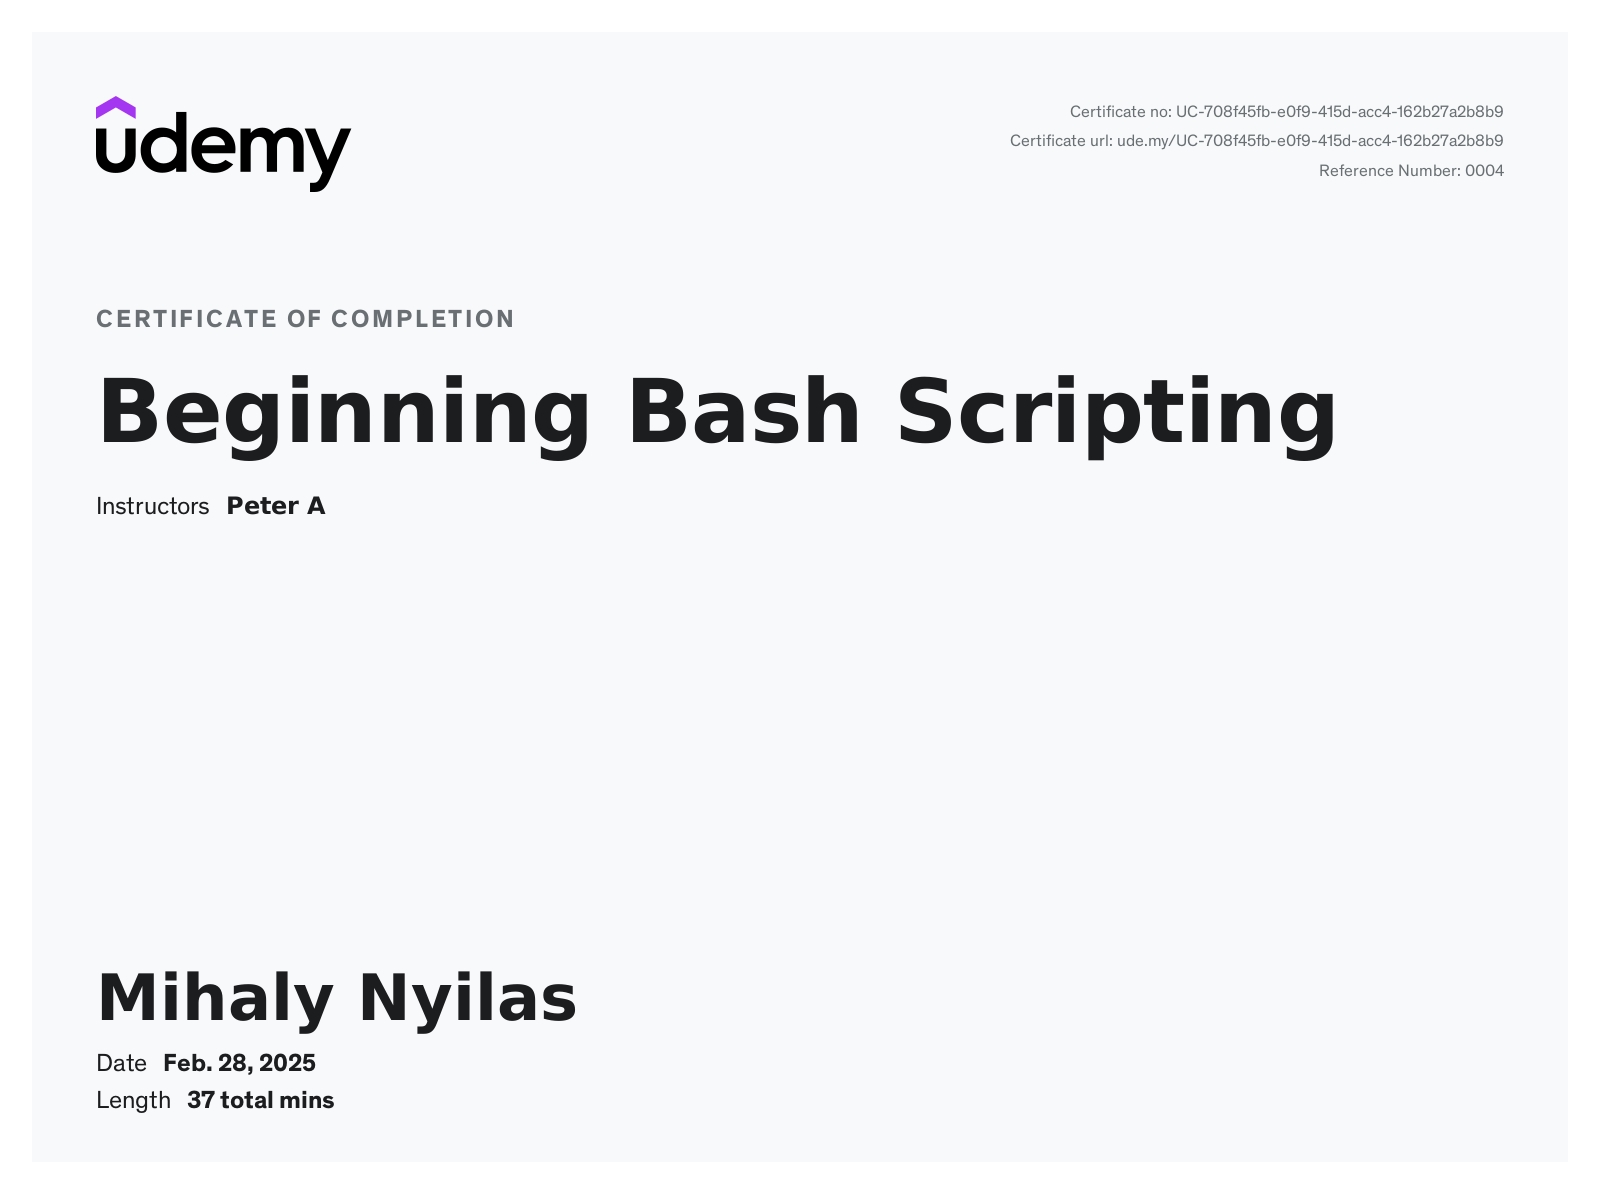 udemy
Certificate no: UC-708f45fb-e0f9-415d-acc4-162b27a2b8b9
Certificate url: ude.my/UC-708f45fb-e0f9-415d-acc4-162b27a2b8b9
Reference Number: 0004
CERTIFICATE OF COMPLETION
Beginning Bash Scripting
Instructors Peter A
Mihaly Nyilas
Date Feb. 28, 2025
Length 37 total mins